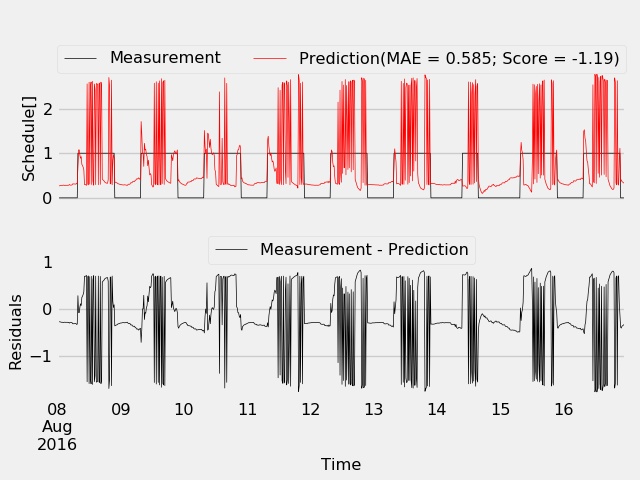 Measurement
Prediction(MAE = 0.585; Score = -1.19)
Schedule[]
2
1
0
Measurement - Prediction
Residuals
1
0
−1
08 09 10 11 12 13 14 15 16
Aug
2016
Time